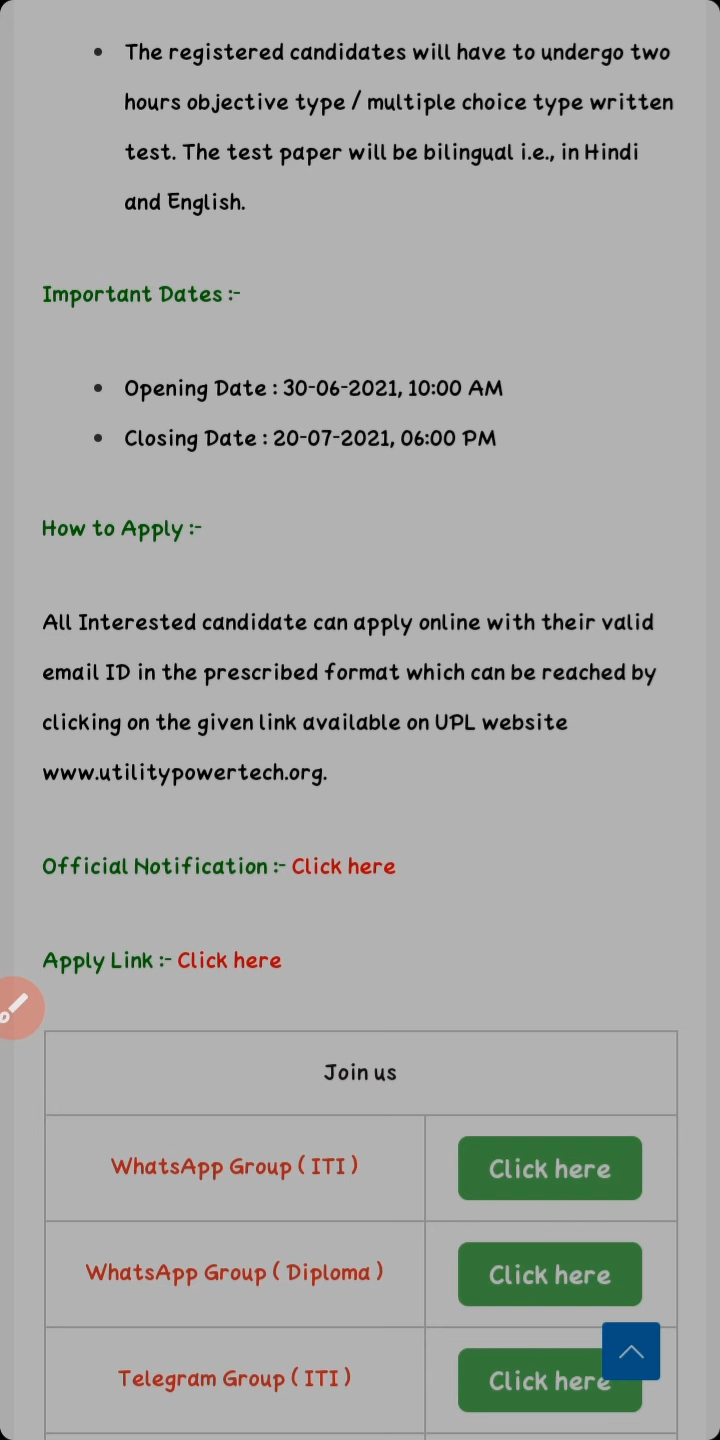 The registered candidates will have to undergo two
hours objective type / multiple choice type written
test. The test paper will be bilingual i.e., in Hindi
and English.
Important Dates :-
Opening Date : 30-06-2021, 10:00 AM
Closing Date : 20-07-2021, 06:00 PM
How to Apply :-
All Interested candidate can apply online with their valid
email ID in the prescribed format which can be reached by
clicking on the given link available on UPL website
www.utilitypowertech.org.
Official Notification :- Click here
Apply Link :- Click here
Join us
WhatsApp Group ( ITI ) Click here
WhatsApp Group ( Diploma ) Click here
Telegram Group ( ITI ) Click here